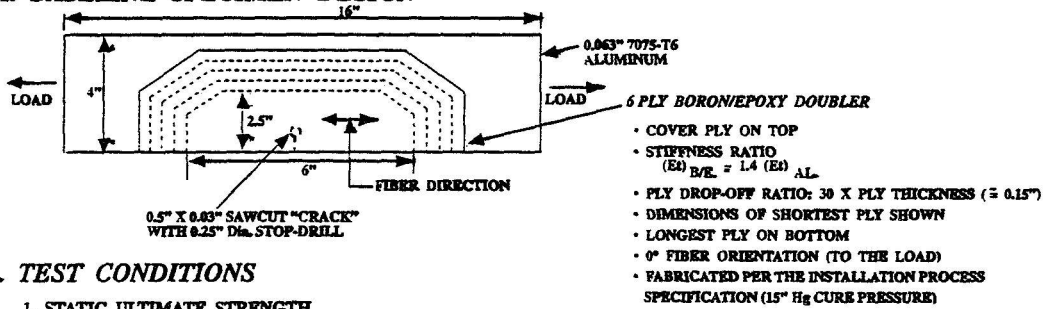 16"
0.063" 7075-T6
ALUMINUM
LOAD
4"
LOAD
6 PLY BORON/EPOXY DOUBLER
2.5"
• COVER PLY ON TOP
• STIFFNESS RATIO
(Et) B/E. = 1.4 (Et) AL.
6"
FIBER DIRECTION
• PLY DROP-OFF RATIO: 30 X PLY THICKNESS (≅ 0.15")
• DIMENSIONS OF SHORTEST PLY SHOWN
0.5" X 0.03" SAWCUT "CRACK"
WITH 0.25" Dia. STOP-DRILL
• LONGEST PLY ON BOTTOM
• 0° FIBER ORIENTATION (TO THE LOAD)
• FABRICATED PER THE INSTALLATION PROCESS
SPECIFICATION (15" Hg CURE PRESSURE)
. TEST CONDITIONS
1. STATIC ULTIMATE STRENGTH